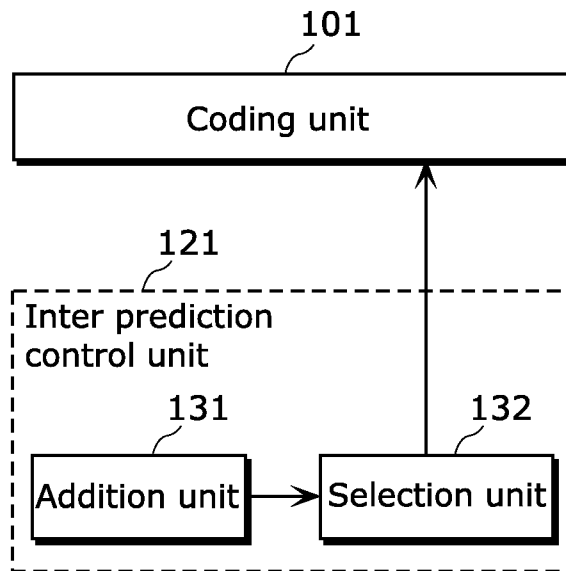 101
Coding unit
121
Inter prediction
control unit
131
132
Addition unit
Selection unit